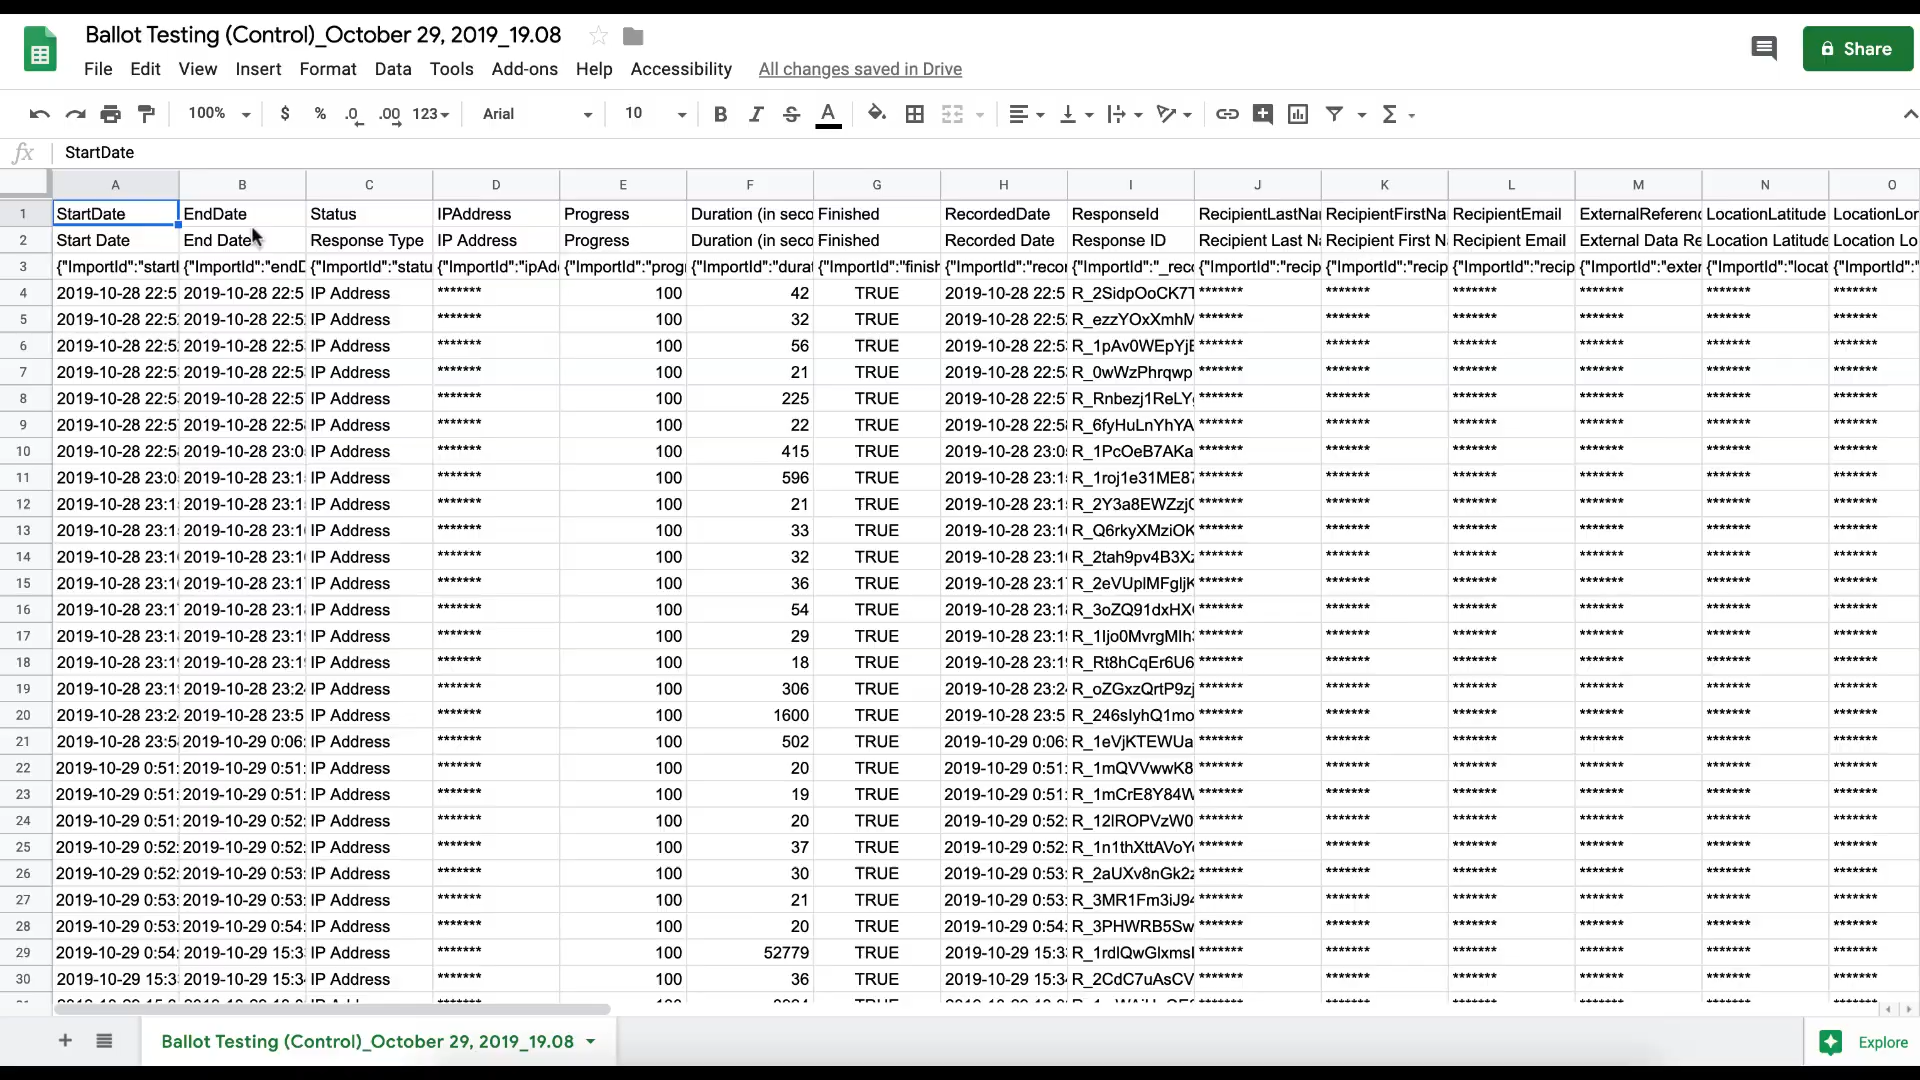 Ballot Testing (Control)_October 29, 2019_19.08
File Edit View Insert Format Data Tools Add-ons Help Accessibility All changes saved in Drive
Share
100% $ % .0 .00 123 Arial 10 B I S A
fx StartDate
A B C D E F G H I J K L M N O
1 StartDate EndDate Status IPAddress Progress Duration (in seco Finished RecordedDate ResponseId RecipientLastNa RecipientFirstNa RecipientEmail ExternalReferenc LocationLatitude LocationLor
2 Start Date End Date Response Type IP Address Progress Duration (in seco Finished Recorded Date Response ID Recipient Last N Recipient First N Recipient Email External Data Re Location Latitude Location Lo
3 {"ImportId":"start {"ImportId":"endD {"ImportId":"statu {"ImportId":"ipAd {"ImportId":"prog {"ImportId":"dura {"ImportId":"finish {"ImportId":"reco {"ImportId":"_reco {"ImportId":"recip {"ImportId":"recip {"ImportId":"recip {"ImportId":"exter {"ImportId":"locat {"ImportId":"
4 2019-10-28 22:5 2019-10-28 22:5 IP Address ******* 100 42 TRUE 2019-10-28 22:5 R_2SidpOoCK7T ******* ******* ******* ******* ******* *******
5 2019-10-28 22:5 2019-10-28 22:5 IP Address ******* 100 32 TRUE 2019-10-28 22:5 R_ezzYOxXmhM ******* ******* ******* ******* ******* *******
6 2019-10-28 22:5 2019-10-28 22:5 IP Address ******* 100 56 TRUE 2019-10-28 22:5 R_1pAv0WEpYjE ******* ******* ******* ******* ******* *******
7 2019-10-28 22:5 2019-10-28 22:5 IP Address ******* 100 21 TRUE 2019-10-28 22:5 R_0wWzPhrqwp ******* ******* ******* ******* ******* *******
8 2019-10-28 22:5 2019-10-28 22:5 IP Address ******* 100 225 TRUE 2019-10-28 22:5 R_Rnbezj1ReLY ******* ******* ******* ******* ******* *******
9 2019-10-28 22:5 2019-10-28 22:5 IP Address ******* 100 22 TRUE 2019-10-28 22:5 R_6fyHuLnYhYA ******* ******* ******* ******* ******* *******
10 2019-10-28 22:5 2019-10-28 23:0 IP Address ******* 100 415 TRUE 2019-10-28 23:0 R_1PcOeB7AKa ******* ******* ******* ******* ******* *******
11 2019-10-28 23:0 2019-10-28 23:1 IP Address ******* 100 596 TRUE 2019-10-28 23:1 R_1roj1e31ME87 ******* ******* ******* ******* ******* *******
12 2019-10-28 23:1 2019-10-28 23:1 IP Address ******* 100 21 TRUE 2019-10-28 23:1 R_2Y3a8EWZzj ******* ******* ******* ******* ******* *******
13 2019-10-28 23:1 2019-10-28 23:1 IP Address ******* 100 33 TRUE 2019-10-28 23:1 R_Q6rkyXMziOK ******* ******* ******* ******* ******* *******
14 2019-10-28 23:1 2019-10-28 23:1 IP Address ******* 100 32 TRUE 2019-10-28 23:1 R_2tah9pv4B3X ******* ******* ******* ******* ******* *******
15 2019-10-28 23:1 2019-10-28 23:1 IP Address ******* 100 36 TRUE 2019-10-28 23:1 R_2eVUplMFgljK ******* ******* ******* ******* ******* *******
16 2019-10-28 23:1 2019-10-28 23:1 IP Address ******* 100 54 TRUE 2019-10-28 23:1 R_3oZQ91dxHX ******* ******* ******* ******* ******* *******
17 2019-10-28 23:1 2019-10-28 23:1 IP Address ******* 100 29 TRUE 2019-10-28 23:1 R_1Ijo0MvrgMIh ******* ******* ******* ******* ******* *******
18 2019-10-28 23:1 2019-10-28 23:1 IP Address ******* 100 18 TRUE 2019-10-28 23:1 R_Rt8hCqEr6U6 ******* ******* ******* ******* ******* *******
19 2019-10-28 23:1 2019-10-28 23:2 IP Address ******* 100 306 TRUE 2019-10-28 23:2 R_oZGxzQrtP9zj ******* ******* ******* ******* ******* *******
20 2019-10-28 23:2 2019-10-28 23:5 IP Address ******* 100 1600 TRUE 2019-10-28 23:5 R_246sIyhQ1mo ******* ******* ******* ******* ******* *******
21 2019-10-28 23:5 2019-10-29 0:06: IP Address ******* 100 502 TRUE 2019-10-29 0:06: R_1eVjKTEWUa ******* ******* ******* ******* ******* *******
22 2019-10-29 0:51: 2019-10-29 0:51: IP Address ******* 100 20 TRUE 2019-10-29 0:51: R_1mQVVwwK8 ******* ******* ******* ******* ******* *******
23 2019-10-29 0:51: 2019-10-29 0:51: IP Address ******* 100 19 TRUE 2019-10-29 0:51: R_1mCrE8Y84W ******* ******* ******* ******* ******* *******
24 2019-10-29 0:51: 2019-10-29 0:52: IP Address ******* 100 20 TRUE 2019-10-29 0:52: R_12lROPVzW0 ******* ******* ******* ******* ******* *******
25 2019-10-29 0:52: 2019-10-29 0:52: IP Address ******* 100 37 TRUE 2019-10-29 0:52: R_1n1thXttAVoY ******* ******* ******* ******* ******* *******
26 2019-10-29 0:52: 2019-10-29 0:53: IP Address ******* 100 30 TRUE 2019-10-29 0:53: R_2aUXv8nGk2z ******* ******* ******* ******* ******* *******
27 2019-10-29 0:53: 2019-10-29 0:53: IP Address ******* 100 21 TRUE 2019-10-29 0:53: R_3MR1Fm3iJ94 ******* ******* ******* ******* ******* *******
28 2019-10-29 0:53: 2019-10-29 0:54: IP Address ******* 100 20 TRUE 2019-10-29 0:54: R_3PHWRB5Sw ******* ******* ******* ******* ******* *******
29 2019-10-29 0:54: 2019-10-29 15:3 IP Address ******* 100 52779 TRUE 2019-10-29 15:3 R_1rdlQwGlxmsl ******* ******* ******* ******* ******* *******
30 2019-10-29 15:3 2019-10-29 15:3 IP Address ******* 100 36 TRUE 2019-10-29 15:3 R_2CdC7uAsCV ******* ******* ******* ******* ******* *******
Ballot Testing (Control)_October 29, 2019_19.08
Explore